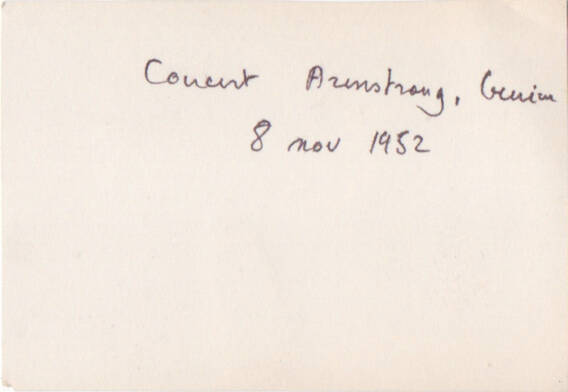 Concert Armstrong,
8 nov 1952